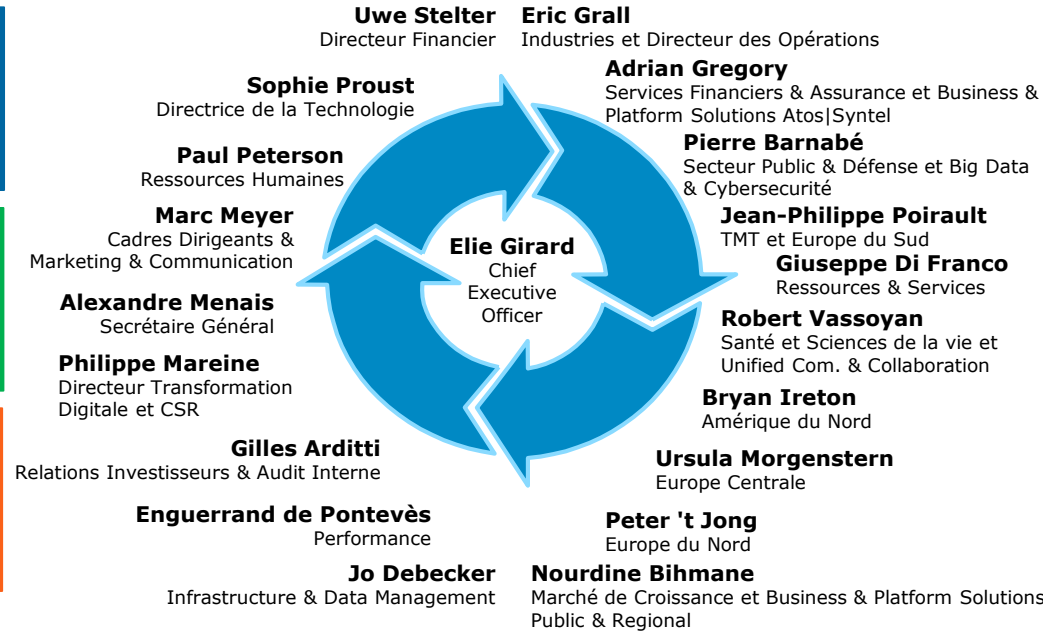 Uwe Stelter
Directeur Financier
Eric Grall
Industries et Directeur des Opérations
Sophie Proust
Directrice de la Technologie
Adrian Gregory
Services Financiers & Assurance et Business &
Platform Solutions Atos|Syntel
Paul Peterson
Ressources Humaines
Pierre Barnabé
Secteur Public & Défense et Big Data
& Cybersecurité
Marc Meyer
Cadres Dirigeants &
Marketing & Communication
Jean-Philippe Poirault
TMT et Europe du Sud
Elie Girard
Chief
Executive
Officer
Giuseppe Di Franco
Ressources & Services
Alexandre Menais
Secrétaire Général
Robert Vassoyan
Santé et Sciences de la vie et
Unified Com. & Collaboration
Philippe Mareine
Directeur Transformation
Digitale et CSR
Bryan Ireton
Amérique du Nord
Gilles Arditti
Relations Investisseurs & Audit Interne
Ursula Morgenstern
Europe Centrale
Enguerrand de Pontevès
Performance
Peter 't Jong
Europe du Nord
Jo Debecker
Infrastructure & Data Management
Nourdine Bihmane
Marché de Croissance et Business & Platform Solutions
Public & Regional